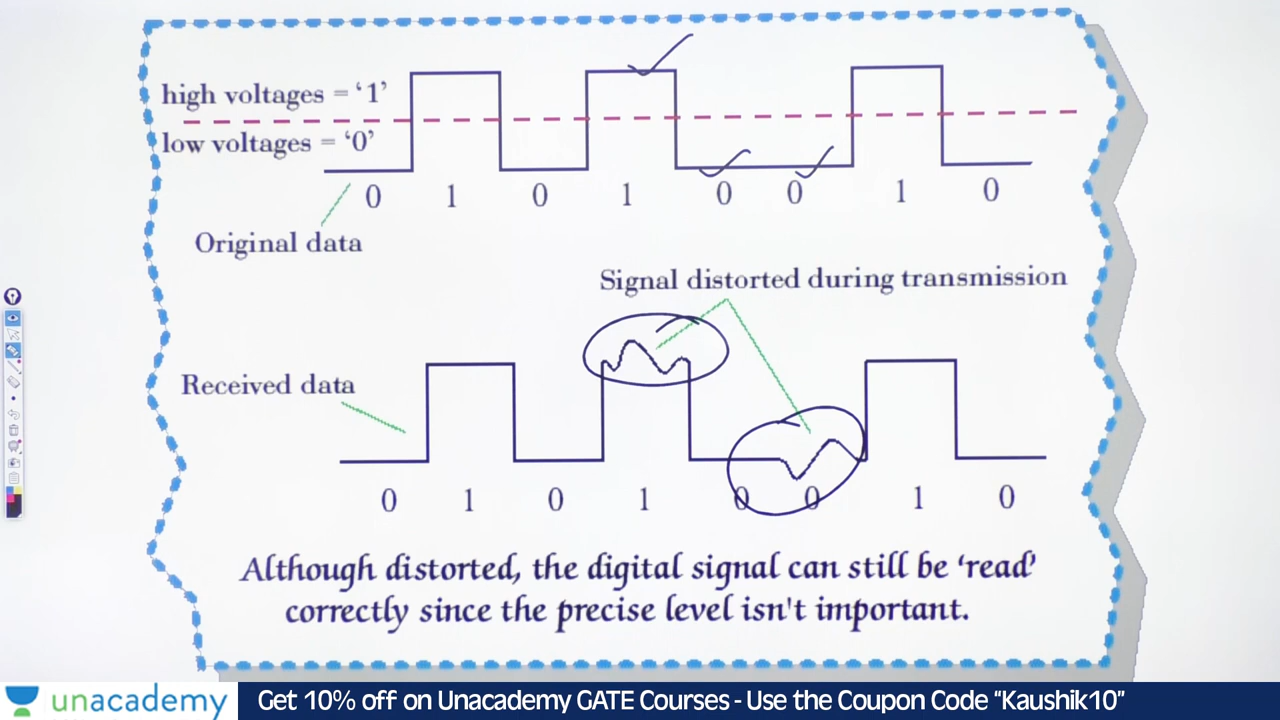 high voltages = ‘1’
low voltages = ‘0’
0 1 0 1 0 0 1 0
Original data
Signal distorted during transmission
Received data
0 1 0 1 0 0 1 0
Although distorted, the digital signal can still be ‘read’
correctly since the precise level isn't important.
unacademy
Get 10% off on Unacademy GATE Courses - Use the Coupon Code “Kaushik10”